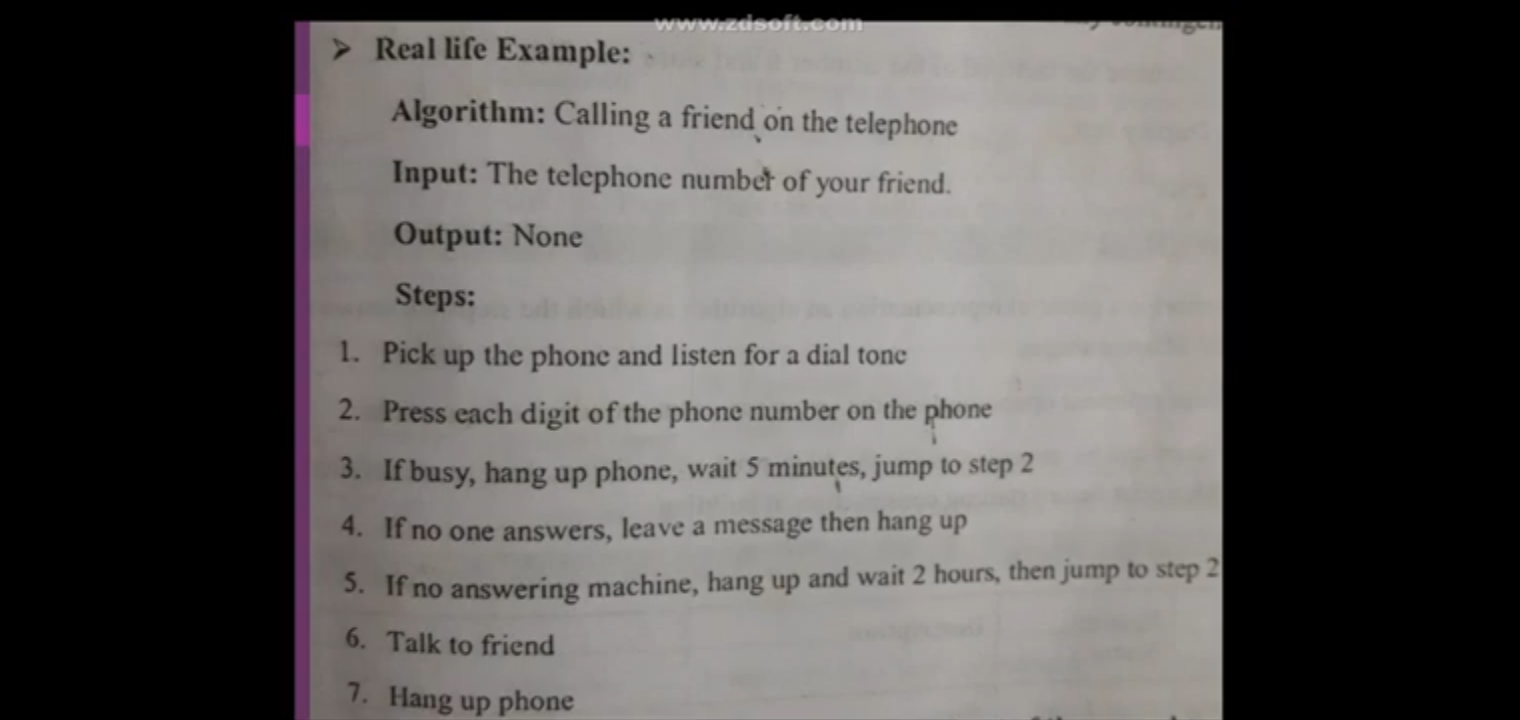 www.zdsoft.com
➤ Real life Example:
Algorithm: Calling a friend on the telephone
Input: The telephone number of your friend.
Output: None
Steps:
1. Pick up the phone and listen for a dial tone
2. Press each digit of the phone number on the phone
3. If busy, hang up phone, wait 5 minutes, jump to step 2
4. If no one answers, leave a message then hang up
5. If no answering machine, hang up and wait 2 hours, then jump to step 2
6. Talk to friend
7. Hang up phone